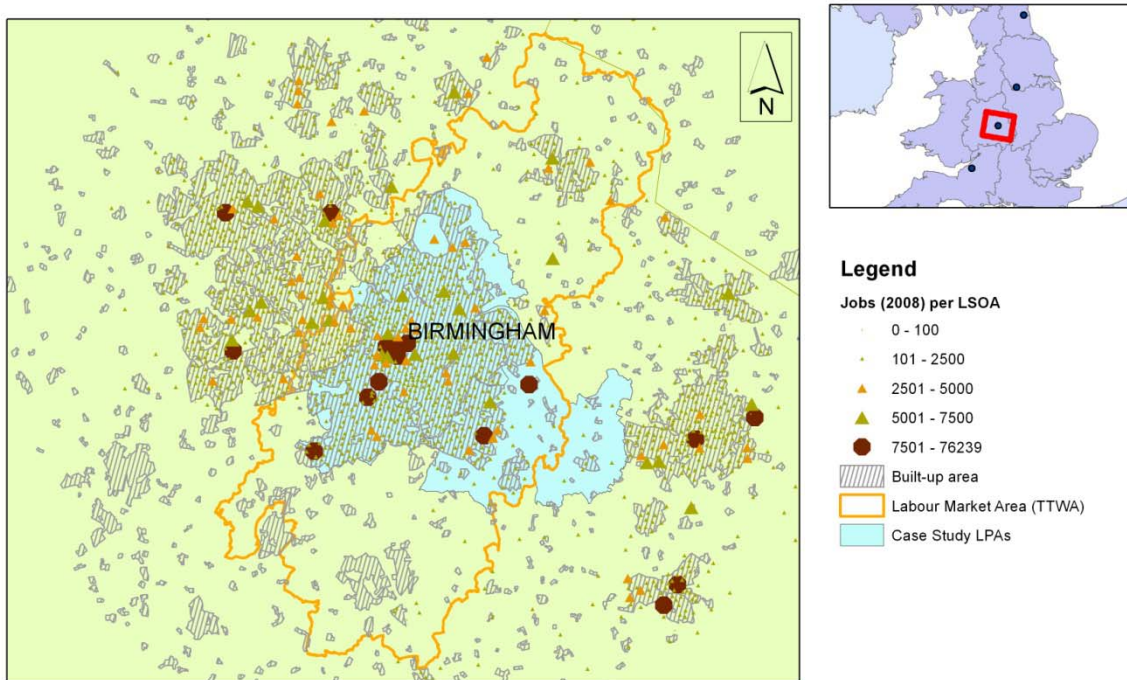 N
BIRMINGHAM
Legend
Jobs (2008) per LSOA
0 - 100
101 - 2500
2501 - 5000
5001 - 7500
7501 - 76239
Built-up area
Labour Market Area (TTWA)
Case Study LPAs